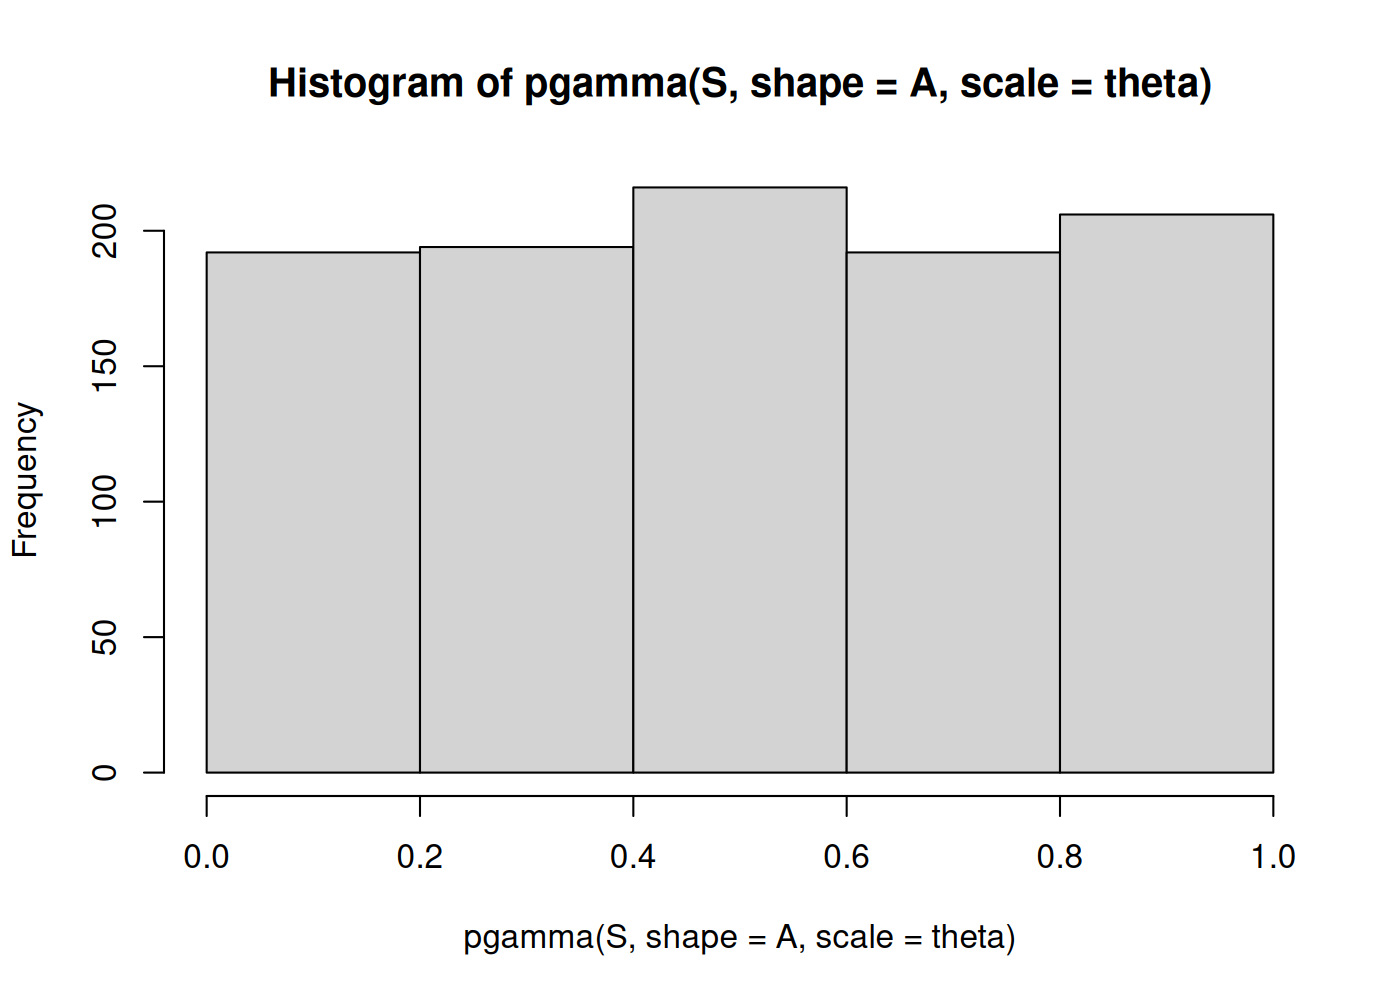 Histogram of pgamma(S, shape = A, scale = theta)
Frequency
200
150
100
50
0
0.0 0.2 0.4 0.6 0.8 1.0
pgamma(S, shape = A, scale = theta)